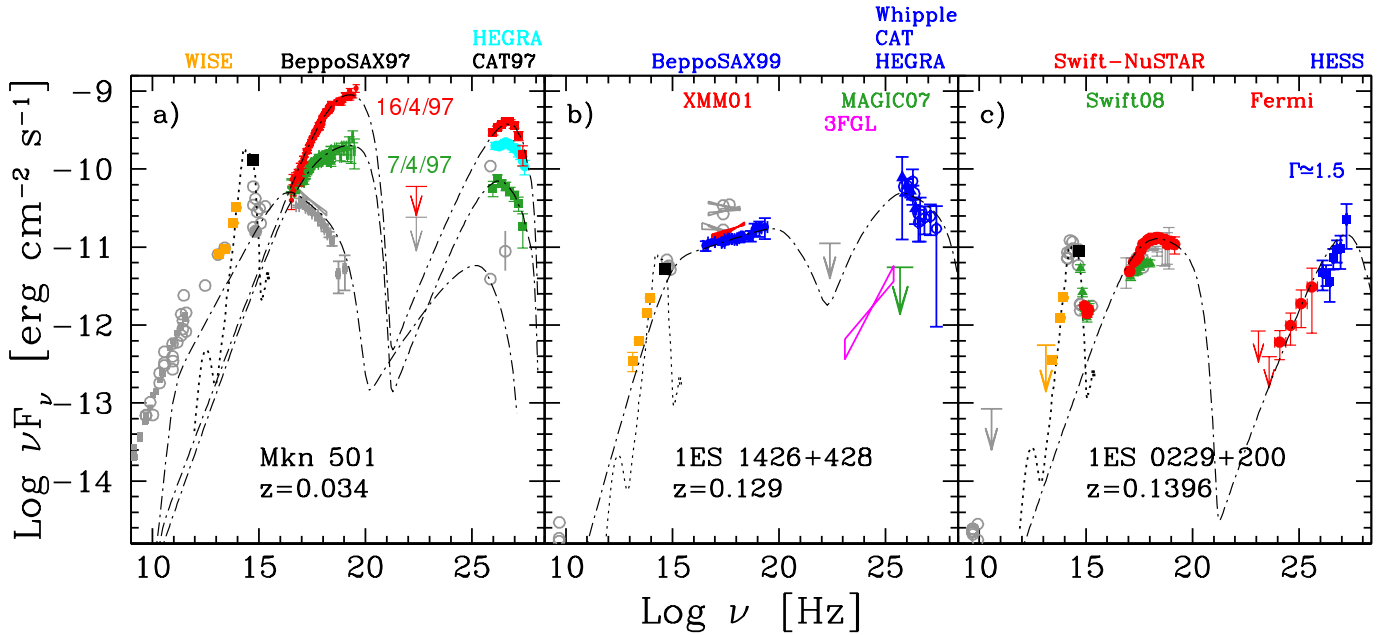 Whipple
HEGRA CAT
WISE BeppoSAX97 CAT97 BeppoSAX99 HEGRA Swift-NuSTAR HESS
a) 16/4/97 b) XMM01 MAGIC07 c) Swift08 Fermi
3FGL
7/4/97 Γ≃1.5
Log νFν [erg cm−2 s−1]
−9
−10
−11
−12
−13
−14
Mkn 501 1ES 1426+428 1ES 0229+200
z=0.034 z=0.129 z=0.1396
10 15 20 25 10 15 20 25 10 15 20 25
Log ν [Hz]